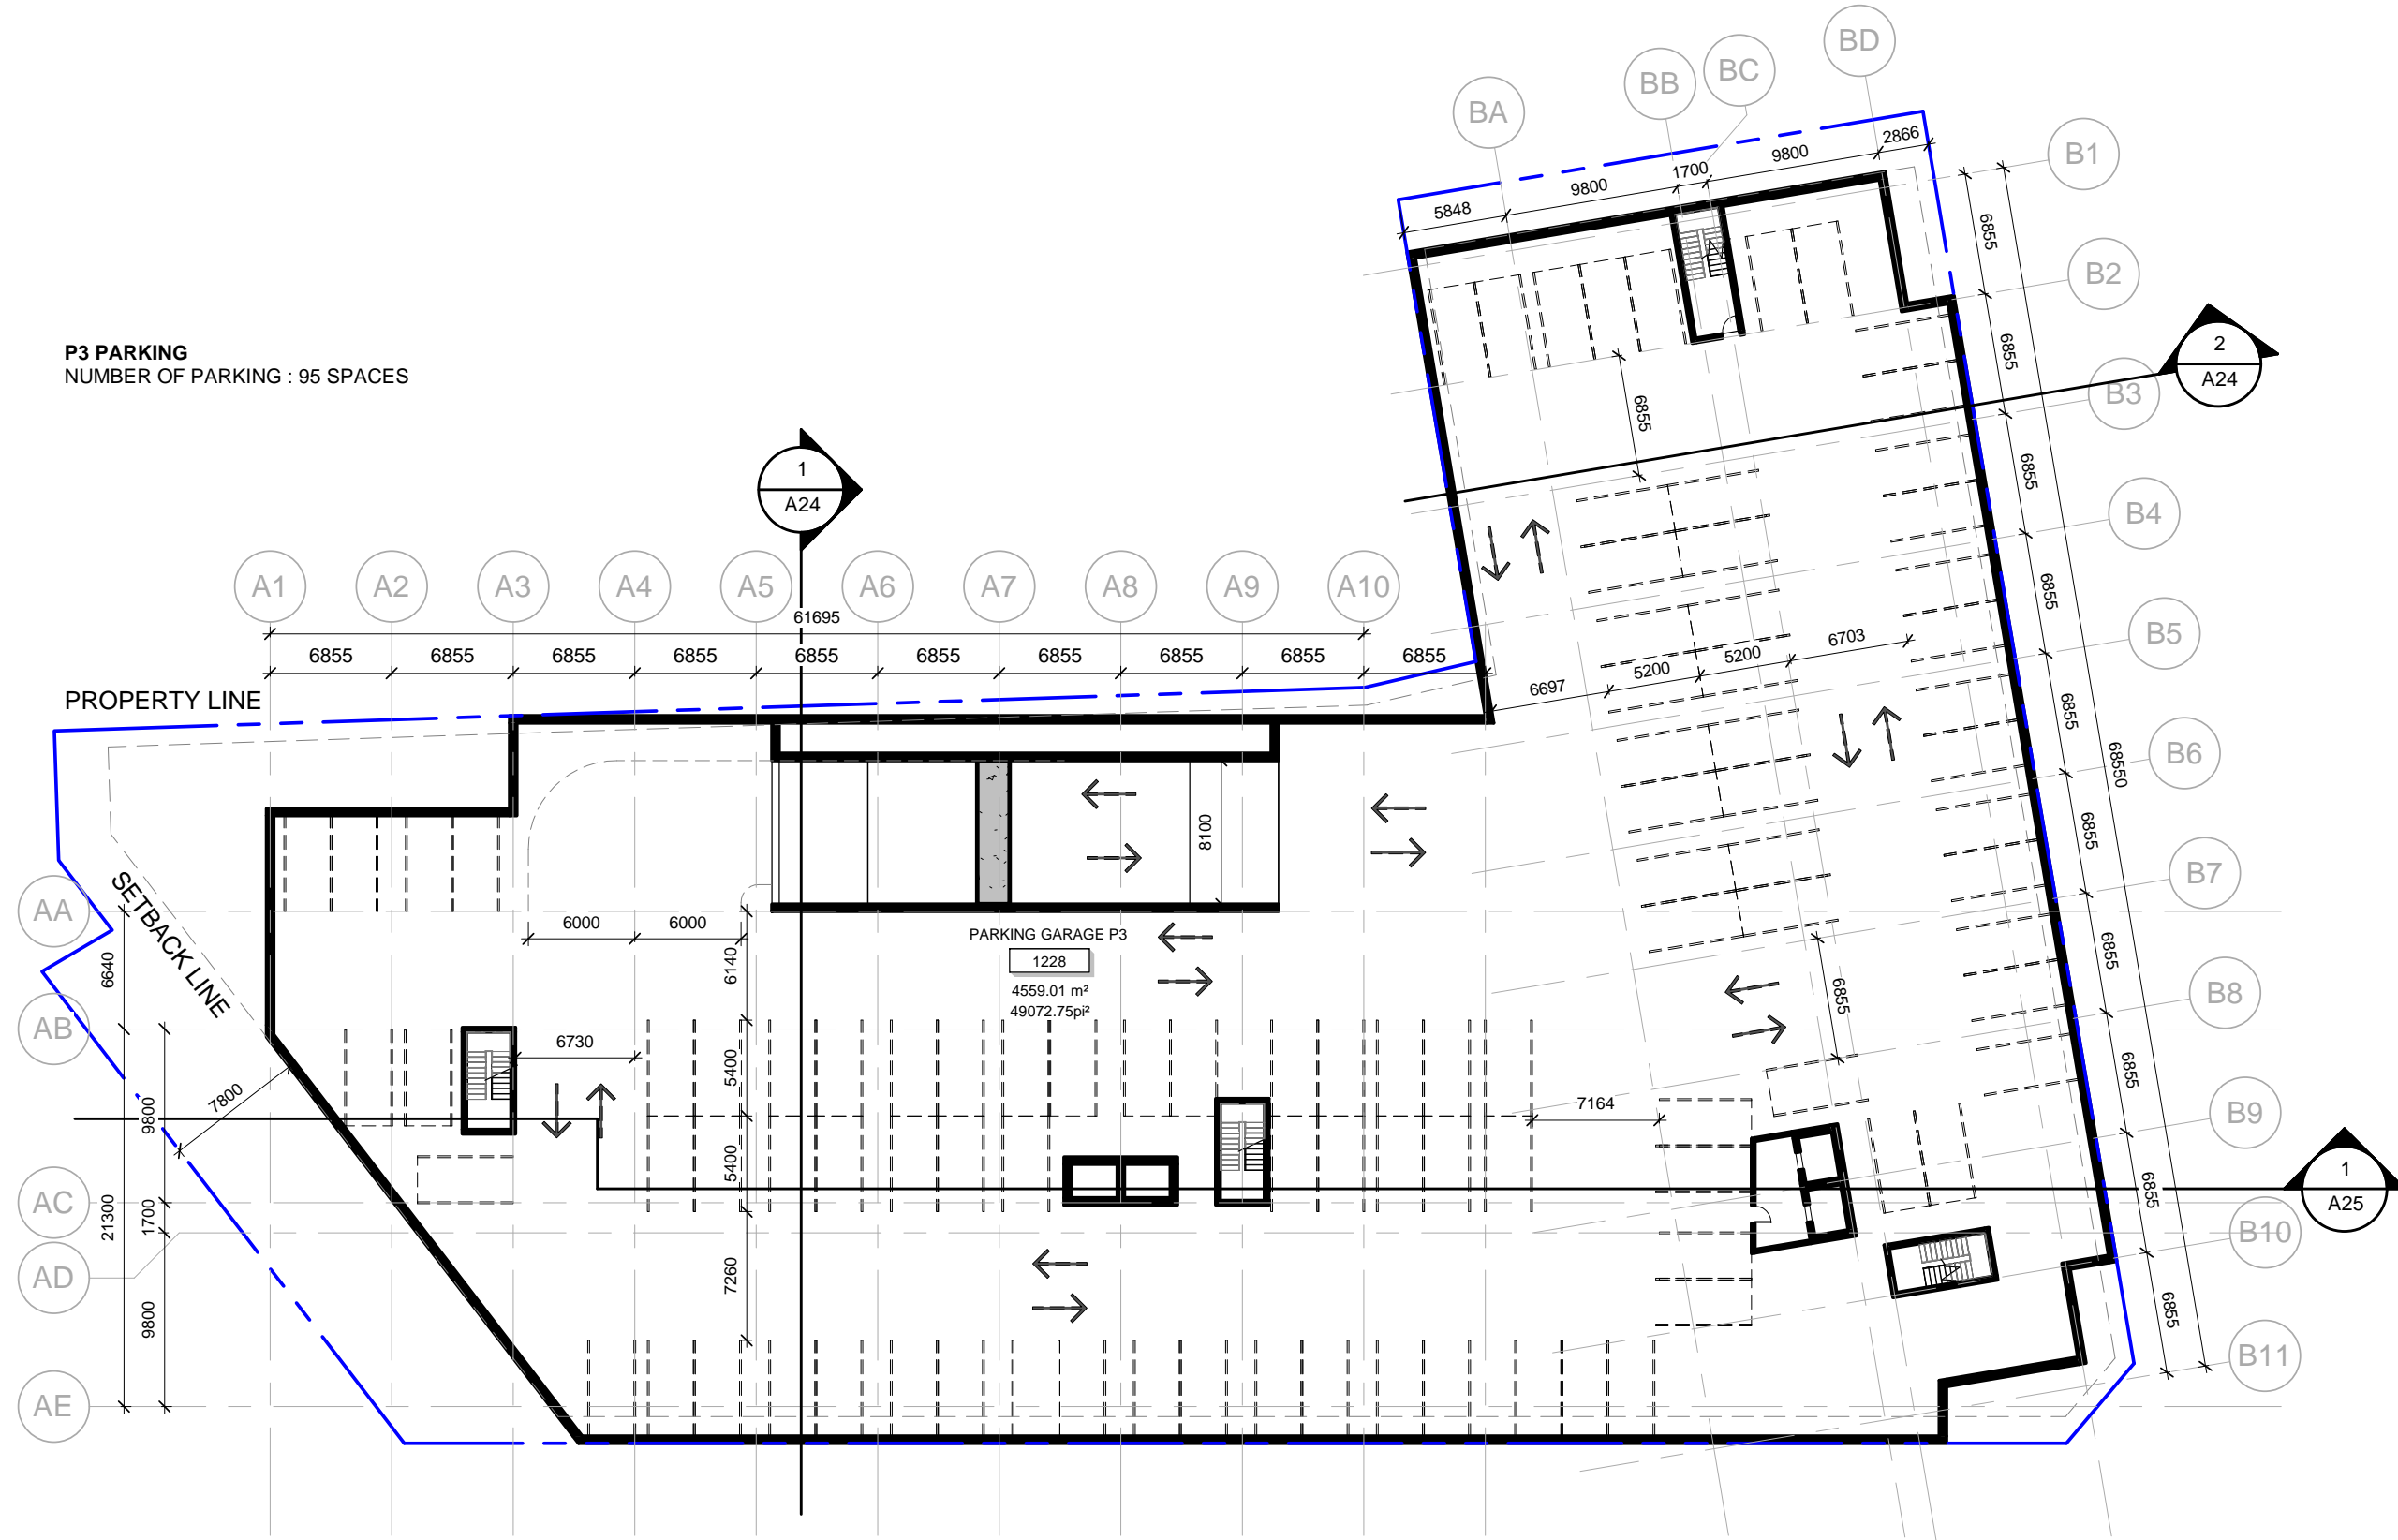 BD
BC
BB
BA
2866
9800
1700
9800
5848
B1
6855
B2
6855
2
A24
B3
P3 PARKING
NUMBER OF PARKING : 95 SPACES
6855
6855
1
A24
B4
6855
A1
A2
A3
A4
A5
A6
A7
A8
A9
A10
61695
6855
6855
6855
6855
6855
6855
6855
6855
6855
6855
B5
6703
5200
5200
6697
PROPERTY LINE
6855
B6
68550
6855
8100
B7
SETBACK LINE
AA
6640
6000
6000
6140
PARKING GARAGE P3
1228
4559.01 m²
49072.75pi²
6855
6855
B8
AB
6730
5400
7800
9800
7164
6855
B9
5400
AC
21300
1700
6855
1
A25
B10
AD
7260
9800
6855
B11
AE